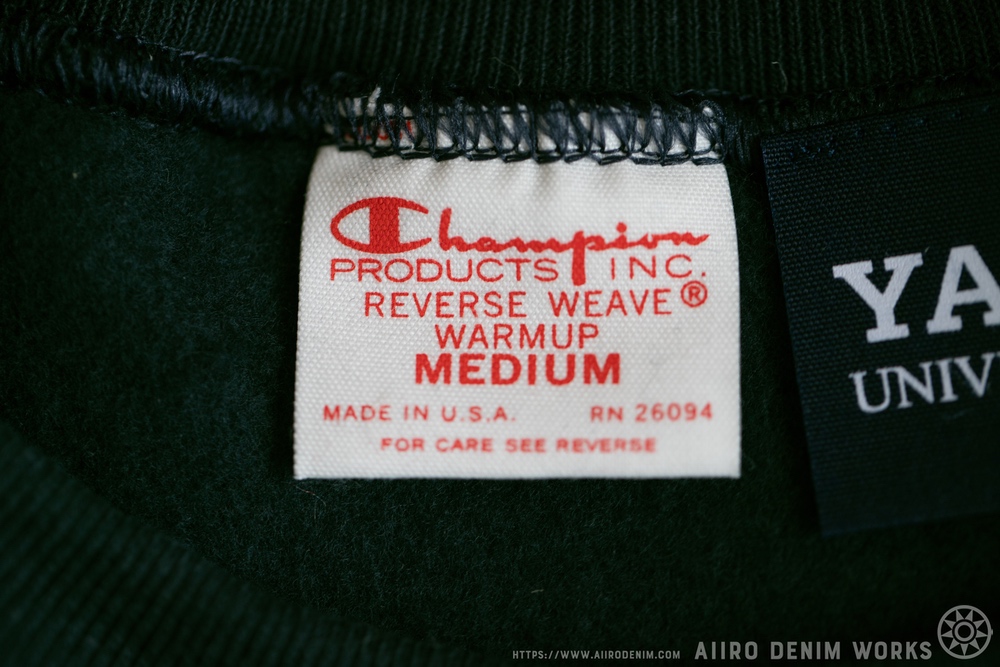 Champion
PRODUCTS INC.
REVERSE WEAVE®
WARMUP
MEDIUM
MADE IN U.S.A. RN 26094
FOR CARE SEE REVERSE
YA
UNIV
HTTPS://WWW.AIIRODENIM.COM AIIRO DENIM WORKS